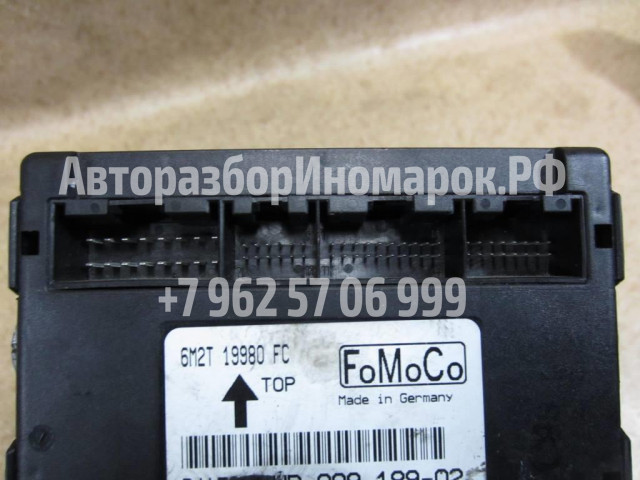 АвторазборИномарок.РФ
+7 962 57 06 999
6M2T 19980 FC
TOP
FoMoCo
Made in Germany